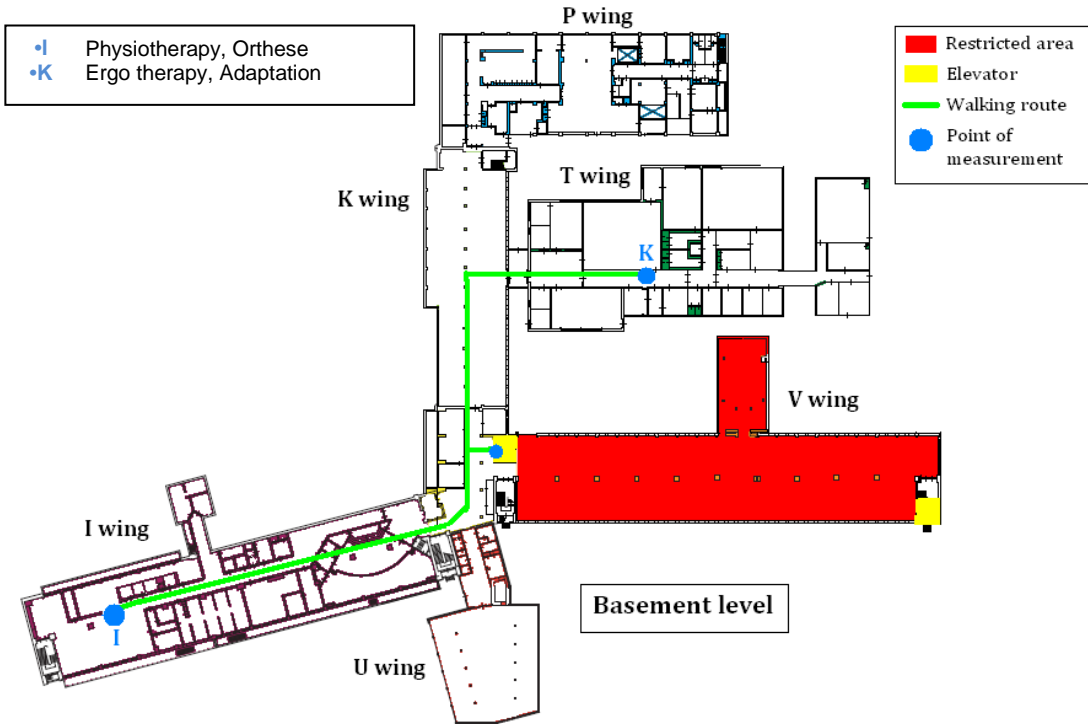 •I Physiotherapy, Orthese
•K Ergo therapy, Adaptation
P wing
Restricted area
Elevator
Walking route
Point of
measurement
T wing
K wing
K
V wing
I wing
I
Basement level
U wing